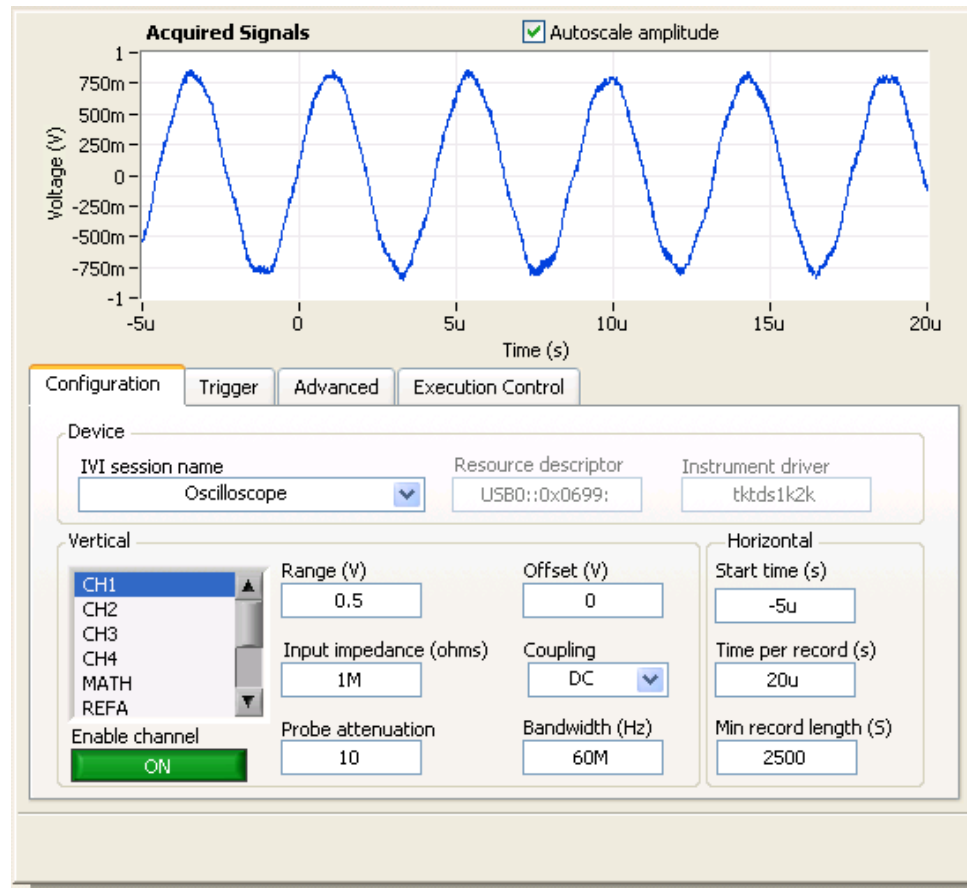 Acquired Signals
Autoscale amplitude
1
750m
500m
250m
0
-250m
-500m
-750m
-1
Voltage (V)
-5u 0 5u 10u 15u 20u
Time (s)
Configuration Trigger Advanced Execution Control
Device
IVI session name Resource descriptor Instrument driver
Oscilloscope USB0::0x0699: tktds1k2k
Vertical Horizontal
CH1
CH2
CH3
CH4
MATH
REFA
Enable channel
ON
Range (V) Offset (V)
0.5 0
Input impedance (ohms) Coupling
1M DC
Probe attenuation Bandwidth (Hz)
10 60M
Start time (s)
-5u
Time per record (s)
20u
Min record length (S)
2500